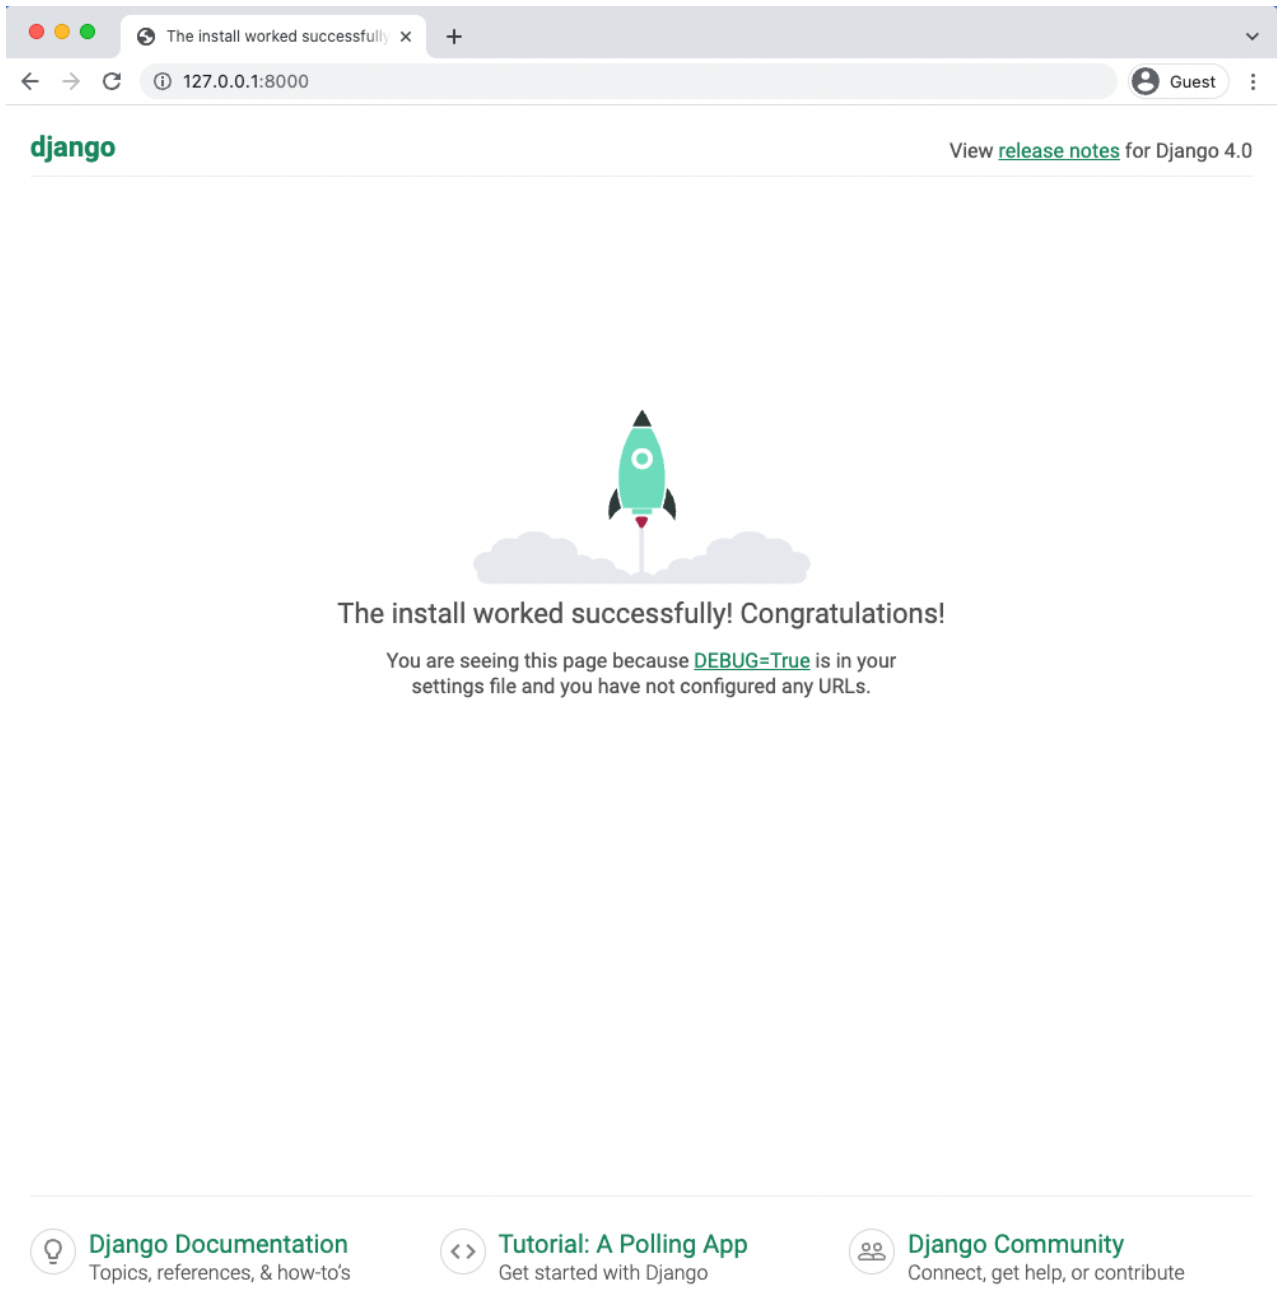 The install worked successfully
127.0.0.1:8000
Guest
django
View release notes for Django 4.0
The install worked successfully! Congratulations!
You are seeing this page because DEBUG=True is in your
settings file and you have not configured any URLs.
Django Documentation
Topics, references, & how-to's
Tutorial: A Polling App
Get started with Django
Django Community
Connect, get help, or contribute